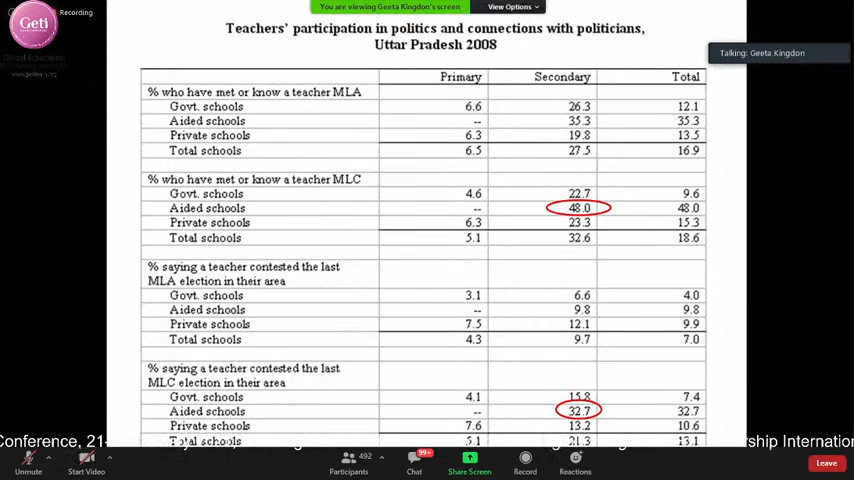 Geti
Recording
www.getilearn.org
You are viewing Geeta Kingdon's screen
View Options
Talking: Geeta Kingdon
Teachers' participation in politics and connections with politicians,
Uttar Pradesh 2008
Primary Secondary Total
% who have met or know a teacher MLA
Govt. schools 6.6 26.3 12.1
Aided schools -- 35.3 35.3
Private schools 6.3 19.8 13.5
Total schools 6.5 27.5 16.9
% who have met or know a teacher MLC
Govt. schools 4.6 22.7 9.6
Aided schools -- 48.0 48.0
Private schools 6.3 23.3 15.3
Total schools 5.1 32.6 18.6
% saying a teacher contested the last
MLA election in their area
Govt. schools 3.1 6.6 4.0
Aided schools -- 9.8 9.8
Private schools 7.5 12.1 9.9
Total schools 4.3 9.7 7.0
% saying a teacher contested the last
MLC election in their area
Govt. schools 4.1 15.8 7.4
Aided schools -- 32.7 32.7
Private schools 7.6 13.2 10.6
Total schools 5.1 21.3 13.1
Conference, 21-
Internatio
Unmute Start Video
492
Participants
99+
Chat
Share Screen
Record
Reactions
Leave